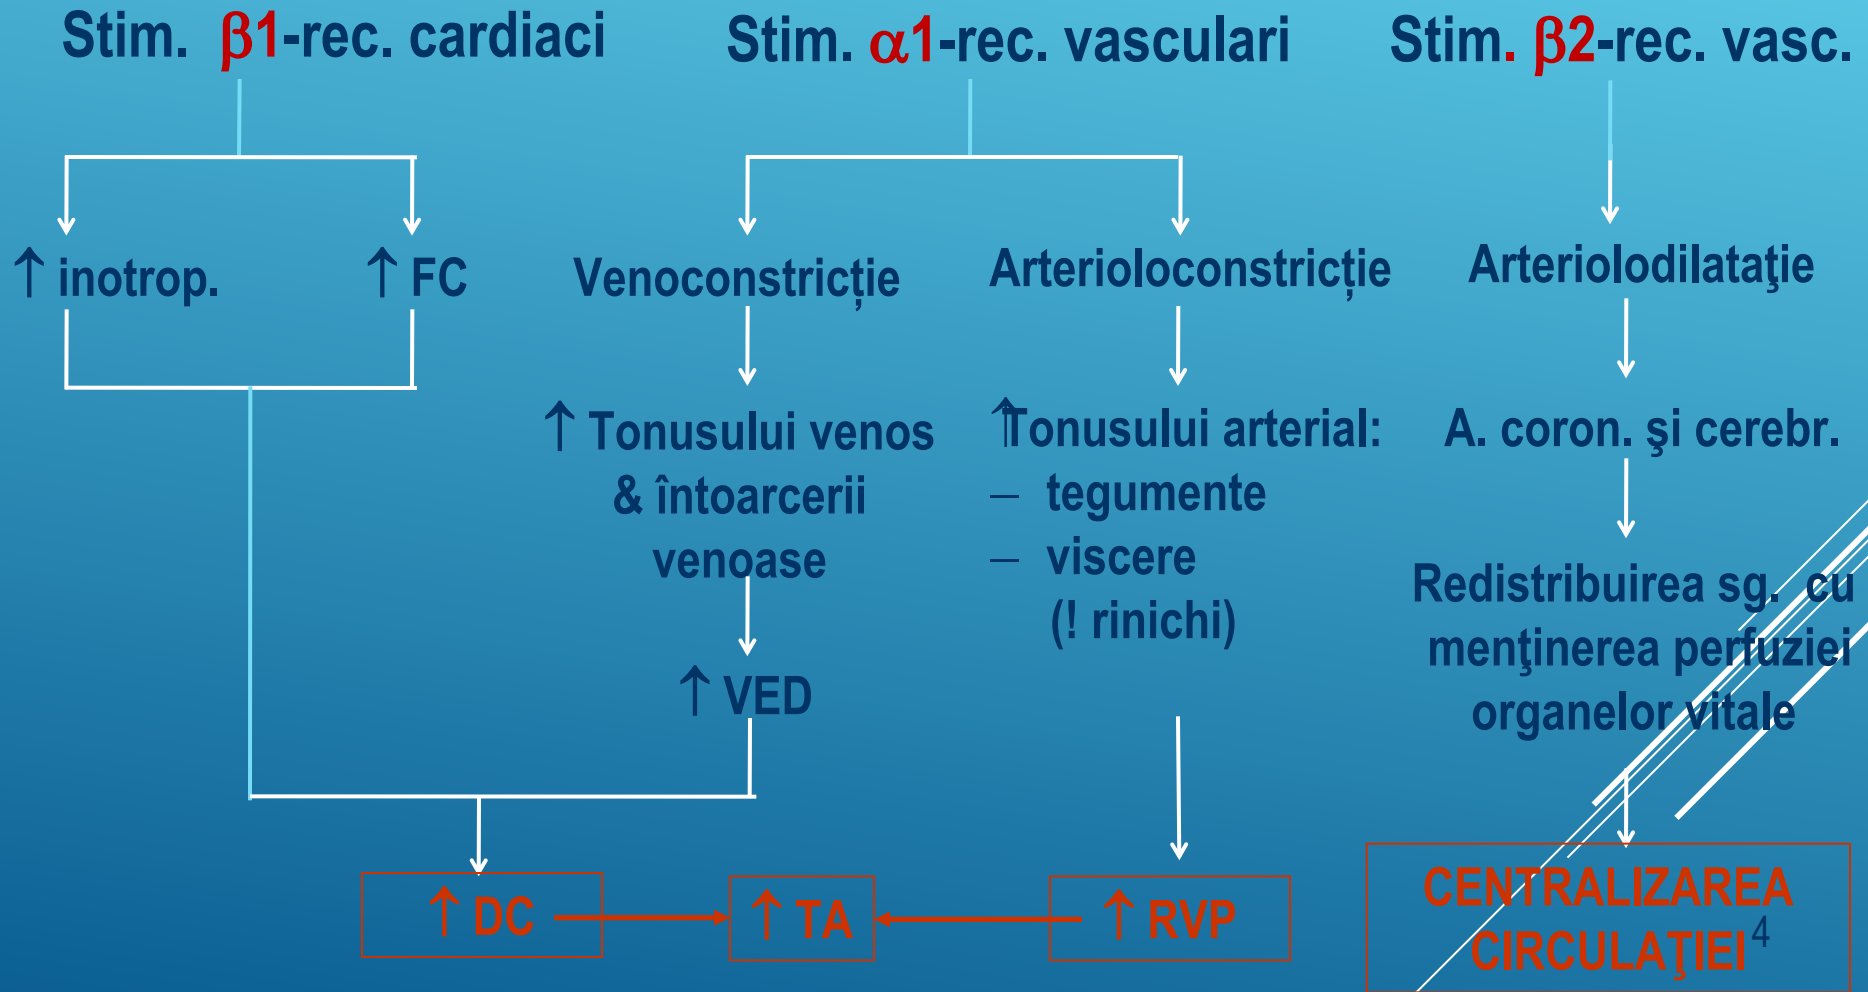 Stim. β1-rec. cardiaci
Stim. α1-rec. vasculari
Stim. β2-rec. vasc.
↑ inotrop.
↑ FC
Venoconstricție
Arterioloconstricție
Arteriolodilataţie
↑ Tonusului venos
& întoarcerii
venoase
↑Tonusului arterial:
– tegumente
– viscere
(! rinichi)
A. coron. şi cerebr.
Redistribuirea sg. cu
menţinerea perfuziei
organelor vitale
↑ VED
↑ DC
↑ TA
↑ RVP
CENTRALIZAREA
CIRCULAŢIEI
4